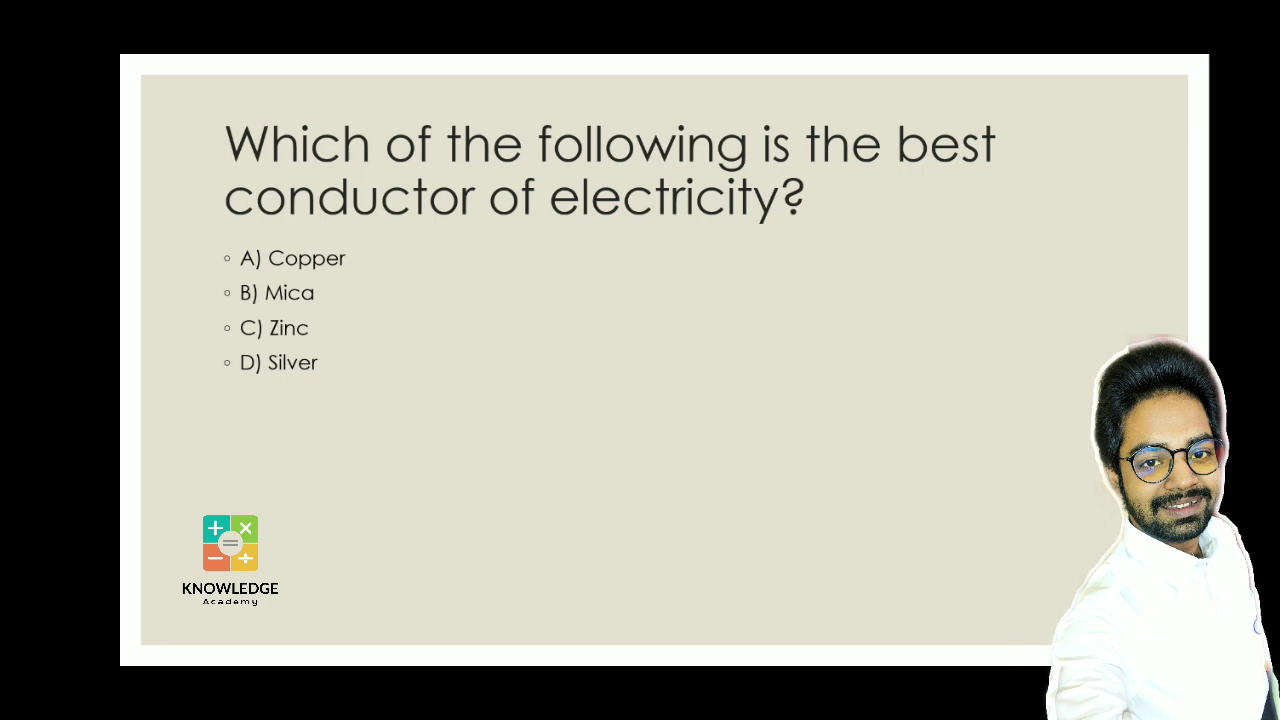 Which of the following is the best
conductor of electricity?
A) Copper
B) Mica
C) Zinc
D) Silver
KNOWLEDGE
Academy